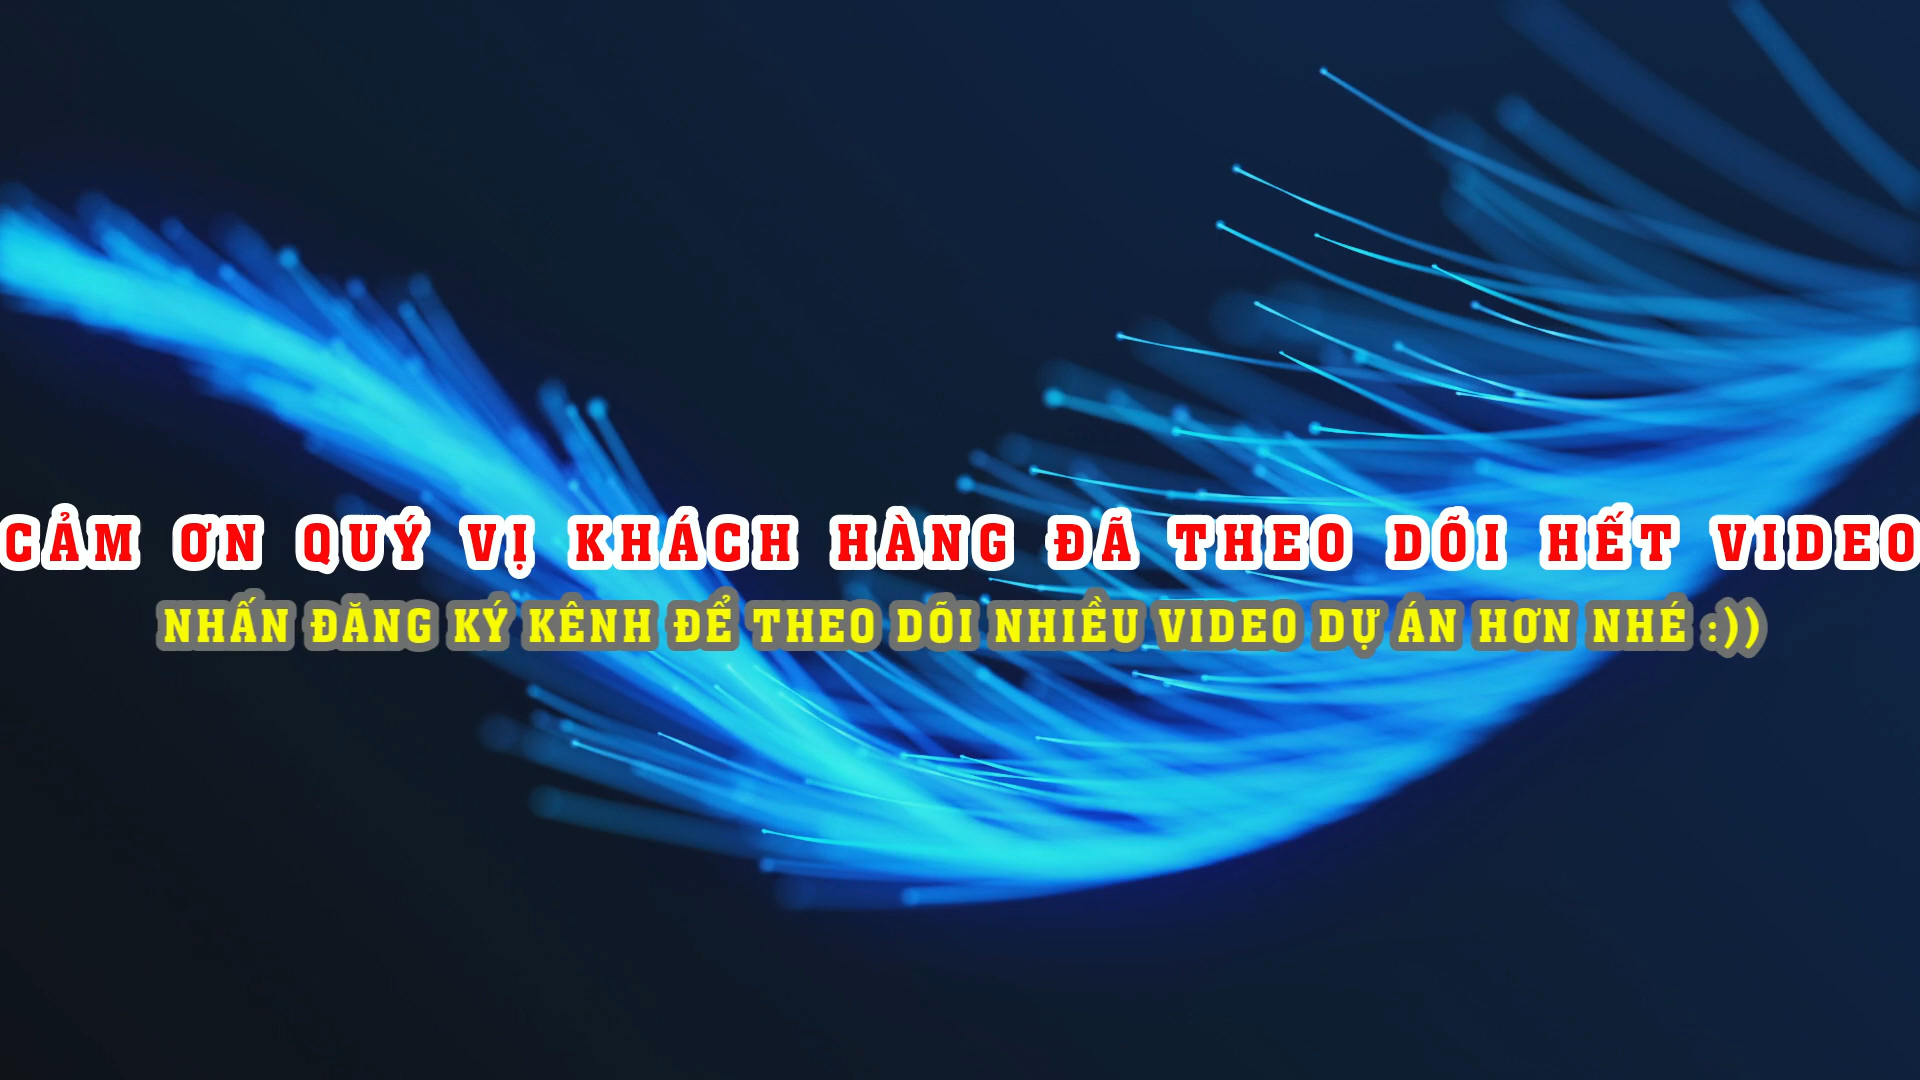 CẢM ƠN QUÝ VỊ KHÁCH HÀNG ĐÃ THEO DÕI HẾT VIDEO
NHẤN ĐĂNG KÝ KÊNH ĐỂ THEO DÕI NHIỀU VIDEO DỰ ÁN HƠN NHÉ :))